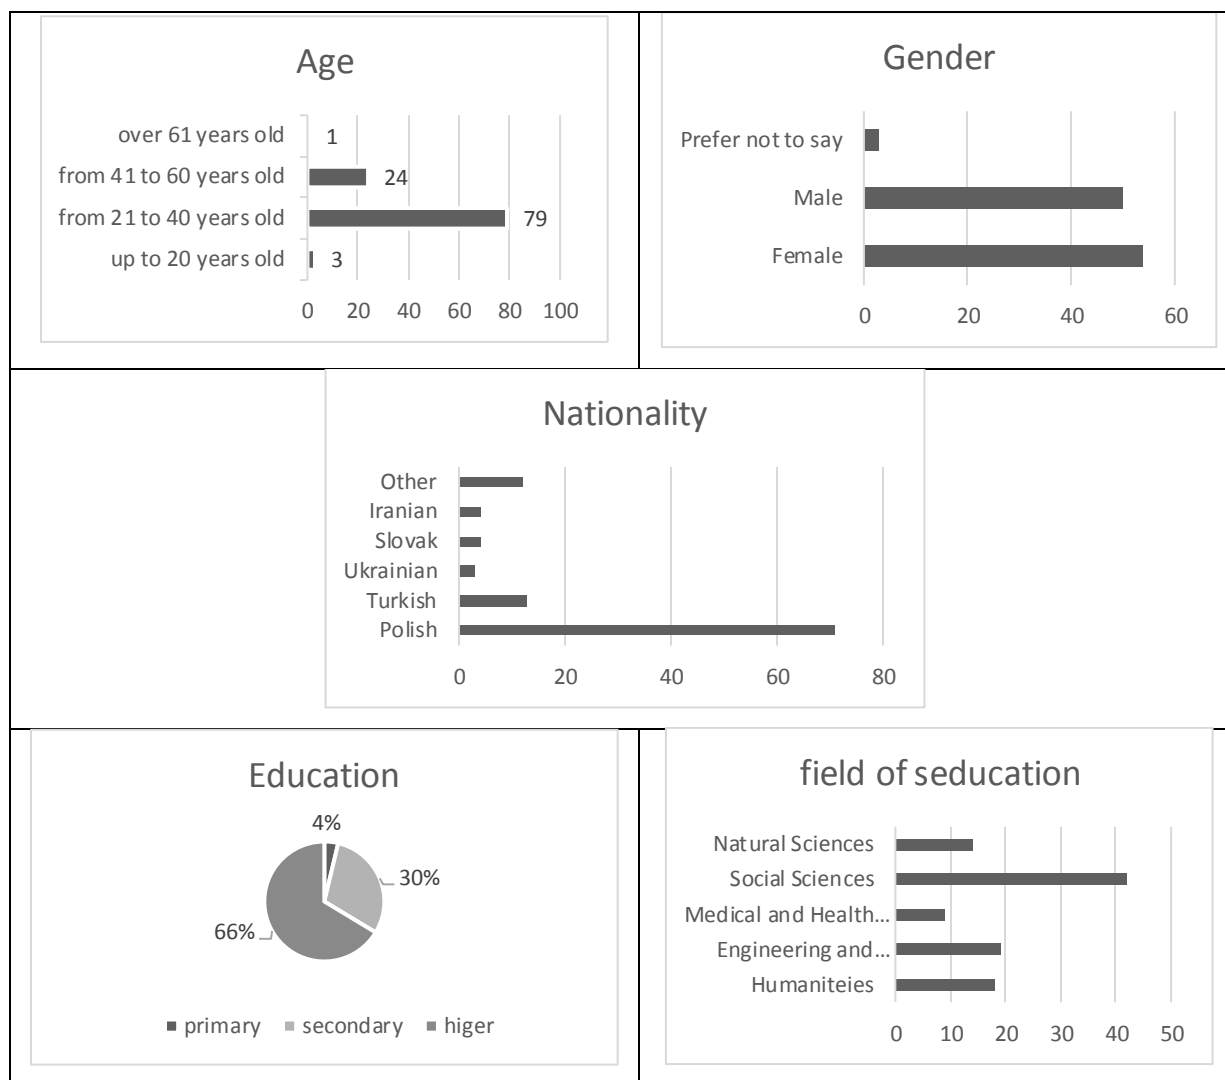 Age
over 61 years old 1
from 41 to 60 years old 24
from 21 to 40 years old 79
up to 20 years old 3
0 20 40 60 80 100
Gender
Prefer not to say
Male
Female
0 20 40 60
Nationality
Other
Iranian
Slovak
Ukrainian
Turkish
Polish
0 20 40 60 80
Education
4%
30%
66%
primary secondary higer
field of seducation
Natural Sciences
Social Sciences
Medical and Health...
Engineering and...
Humaniteies
0 10 20 30 40 50